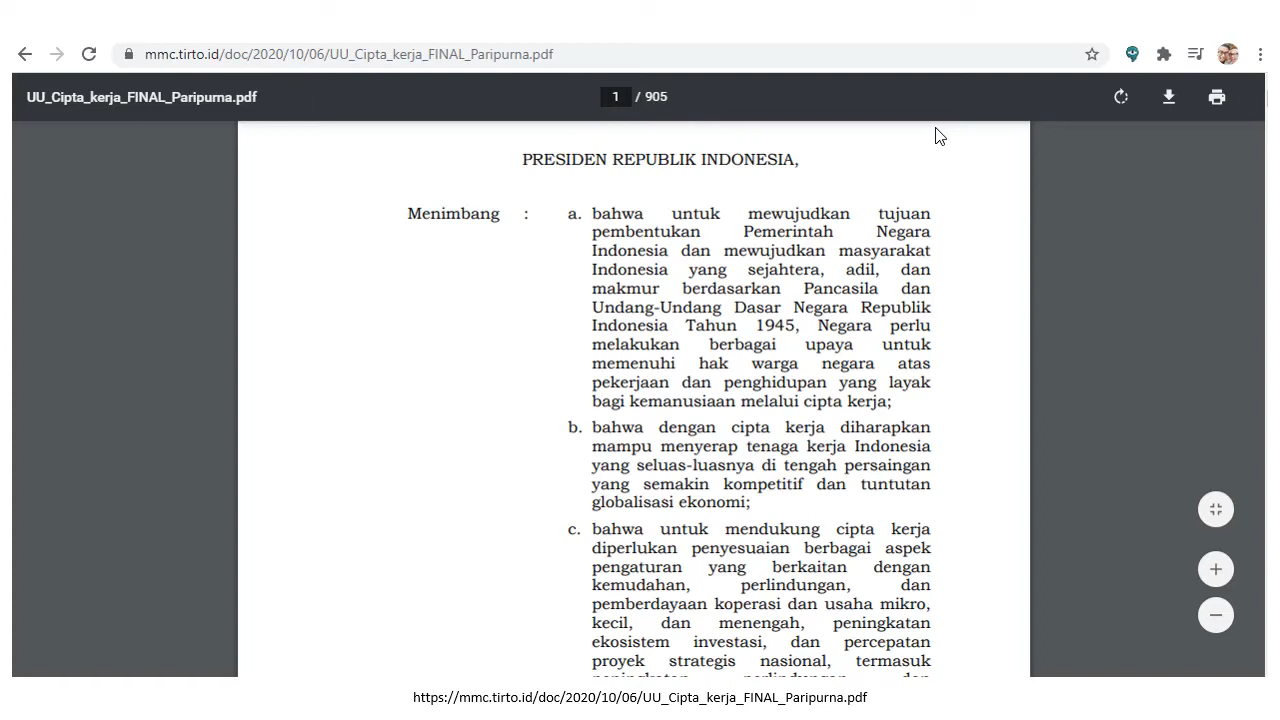 mmc.tirto.id/doc/2020/10/06/UU_Cipta_kerja_FINAL_Paripurna.pdf
UU_Cipta_kerja_FINAL_Paripurna.pdf 1 / 905
PRESIDEN REPUBLIK INDONESIA,
Menimbang : a. bahwa untuk mewujudkan tujuan
pembentukan Pemerintah Negara
Indonesia dan mewujudkan masyarakat
Indonesia yang sejahtera, adil, dan
makmur berdasarkan Pancasila dan
Undang-Undang Dasar Negara Republik
Indonesia Tahun 1945, Negara perlu
melakukan berbagai upaya untuk
memenuhi hak warga negara atas
pekerjaan dan penghidupan yang layak
bagi kemanusiaan melalui cipta kerja;
b. bahwa dengan cipta kerja diharapkan
mampu menyerap tenaga kerja Indonesia
yang seluas-luasnya di tengah persaingan
yang semakin kompetitif dan tuntutan
globalisasi ekonomi;
c. bahwa untuk mendukung cipta kerja
diperlukan penyesuaian berbagai aspek
pengaturan yang berkaitan dengan
kemudahan, perlindungan, dan
pemberdayaan koperasi dan usaha mikro,
kecil, dan menengah, peningkatan
ekosistem investasi, dan percepatan
proyek strategis nasional, termasuk
https://mmc.tirto.id/doc/2020/10/06/UU_Cipta_kerja_FINAL_Paripurna.pdf